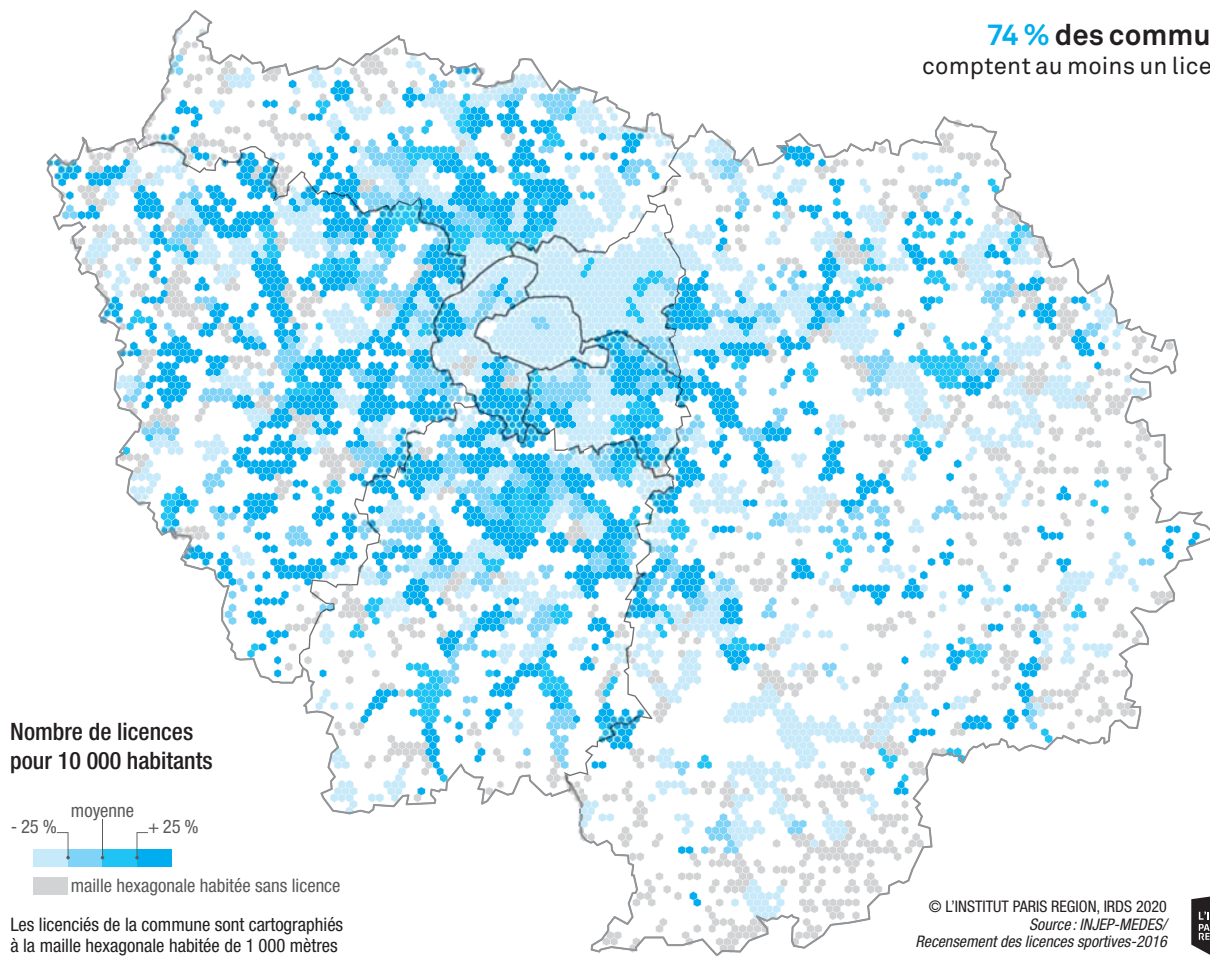 74 % des commu
comptent au moins un lice
Nombre de licences
pour 10 000 habitants
moyenne
- 25 % + 25 %
maille hexagonale habitée sans licence
Les licenciés de la commune sont cartographiés
à la maille hexagonale habitée de 1 000 mètres
© L'INSTITUT PARIS REGION, IRDS 2020
Source : INJEP-MEDES/
Recensement des licences sportives-2016
L'I
PA
RE